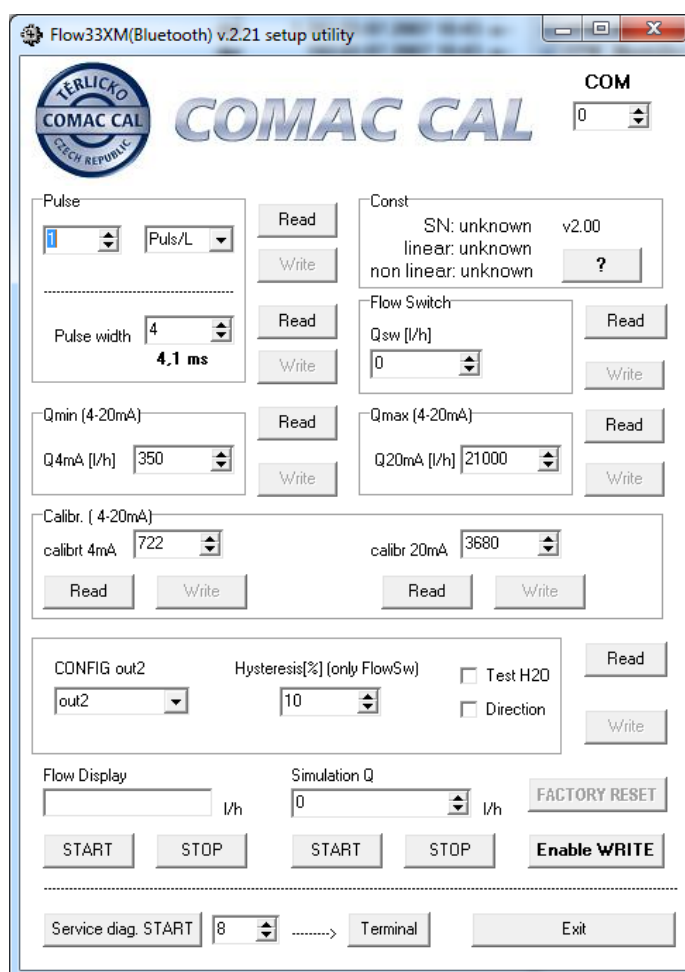 Flow33XM(Bluetooth) v.2.21 setup utility
TĚRLICKO
COMAC CAL
CZECH REPUBLIC
COMAC CAL
COM
0
Pulse
1
Puls/L
Read
Write
Pulse width
4
4,1 ms
Read
Write
Const
SN: unknown
v2.00
linear: unknown
non linear: unknown
?
Flow Switch
Qsw [l/h]
0
Read
Write
Qmin (4-20mA)
Q4mA [l/h]
350
Read
Write
Qmax (4-20mA)
Q20mA [l/h]
21000
Read
Write
Calibr. ( 4-20mA)
calibrt 4mA
722
calibr 20mA
3680
Read
Write
Read
Write
CONFIG out2
out2
Hysteresis[%] (only FlowSw)
10
Test H2O
Direction
Read
Write
Flow Display
l/h
START
STOP
Simulation Q
0
l/h
START
STOP
FACTORY RESET
Enable WRITE
Service diag. START
8
--------->
Terminal
Exit